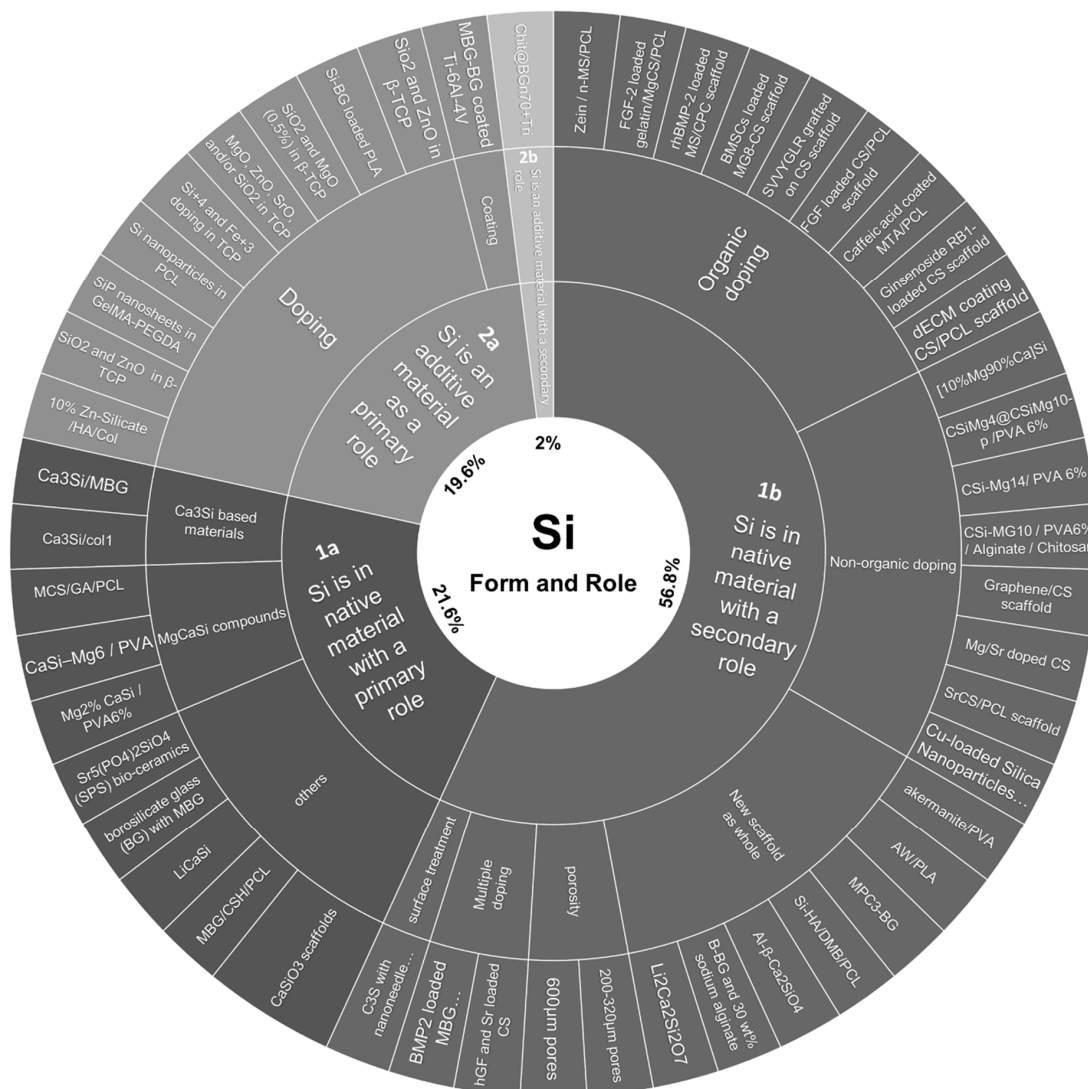 Si
Form and Role
56.8%
21.6%
19.6%
2%
1b
Si is in
native
material
with a
secondary
role
Organic
doping
Zein / n-MS/PCL
FGF-2 loaded
gelatin/MgCS/PCL
rhBMP-2 loaded
MS/CPC scaffold
BMSCs loaded
MG8-CS scaffold
SVVYGLR grafted
on CS scaffold
FGF loaded CS/PCL
scaffold
Caffeic acid coated
MTA/PCL
Ginsenoside RB1-
loaded CS scaffold
dECM coating
CS/PCL scaffold
Non-organic doping
[10%Mg90%Ca]Si
CSiMg4@CSiMg10-
p /PVA 6%
CSi-Mg14/ PVA 6%
CSi-MG10 / PVA6%
/ Alginate / Chitosan
Graphene/CS
scaffold
Mg/Sr doped CS
SrCS/PCL scaffold
Cu-loaded Silica
Nanoparticles…
New scaffold
as whole
akermanite/PVA
AW/PLA
MPC3-BG
Si-HA/DMB/PCL
Al-β-Ca2SiO4
B-BG and 30 wt%
sodium alginate
Li2Ca2Si2O7
porosity
200-320μm pores
600μm pores
Multiple
doping
hGF and Sr loaded
CS
BMP2 loaded
MBG…
surface treatment
C3S with
nanoneedle…
1a
Si is in
native
material
with a
primary
role
others
CaSiO3 scaffolds
MBG/CSH/PCL
LiCaSi
borosilicate glass
(BG) with MBG
Sr5(PO4)2SiO4
(SPS) bio-ceramics
MgCaSi compounds
Mg2% CaSi /
PVA6%
CaSi–Mg6 / PVA
MCS/GA/PCL
Ca3Si based
materials
Ca3Si/col1
Ca3Si/MBG
2a
Si is an
additive
material
as a
primary
role
Doping
10% Zn-Silicate
/HA/Col
SiO2 and ZnO in β-
TCP
SiP nanosheets in
GelMA-PEGDA
Si nanoparticles in
PCL
Si+4 and Fe+3
doping in TCP
MgO, ZnO, SrO,
and/or SiO2 in TCP
SiO2 and MgO
(0.5%) in β-TCP
Si-BG loaded PLA
Sio2 and ZnO in
β-TCP
Coating
MBG-BG coated
Ti-6Al-4V
2b
Si is an additive material with a secondary
role
Chit@BGn70+Tri